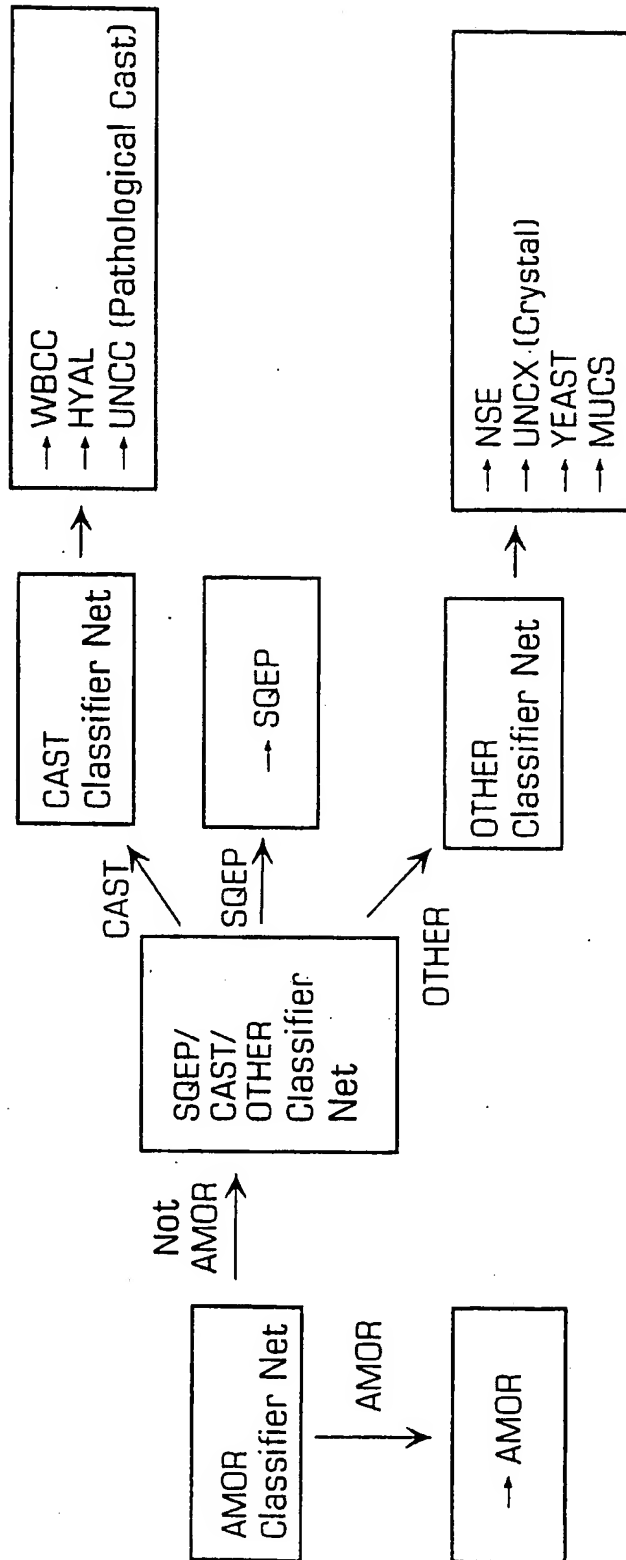 AMOR
Classifier Net
AMOR
→ AMOR
Not
AMOR
SQEP/
CAST/
OTHER
Classifier
Net
CAST
SQEP
OTHER
CAST
Classifier Net
→ WBCC
→ HYAL
→ UNCC (Pathological Cast)
→ SQEP
OTHER
Classifier Net
→ NSE
→ UNCX (Crystal)
→ YEAST
→ MUCS